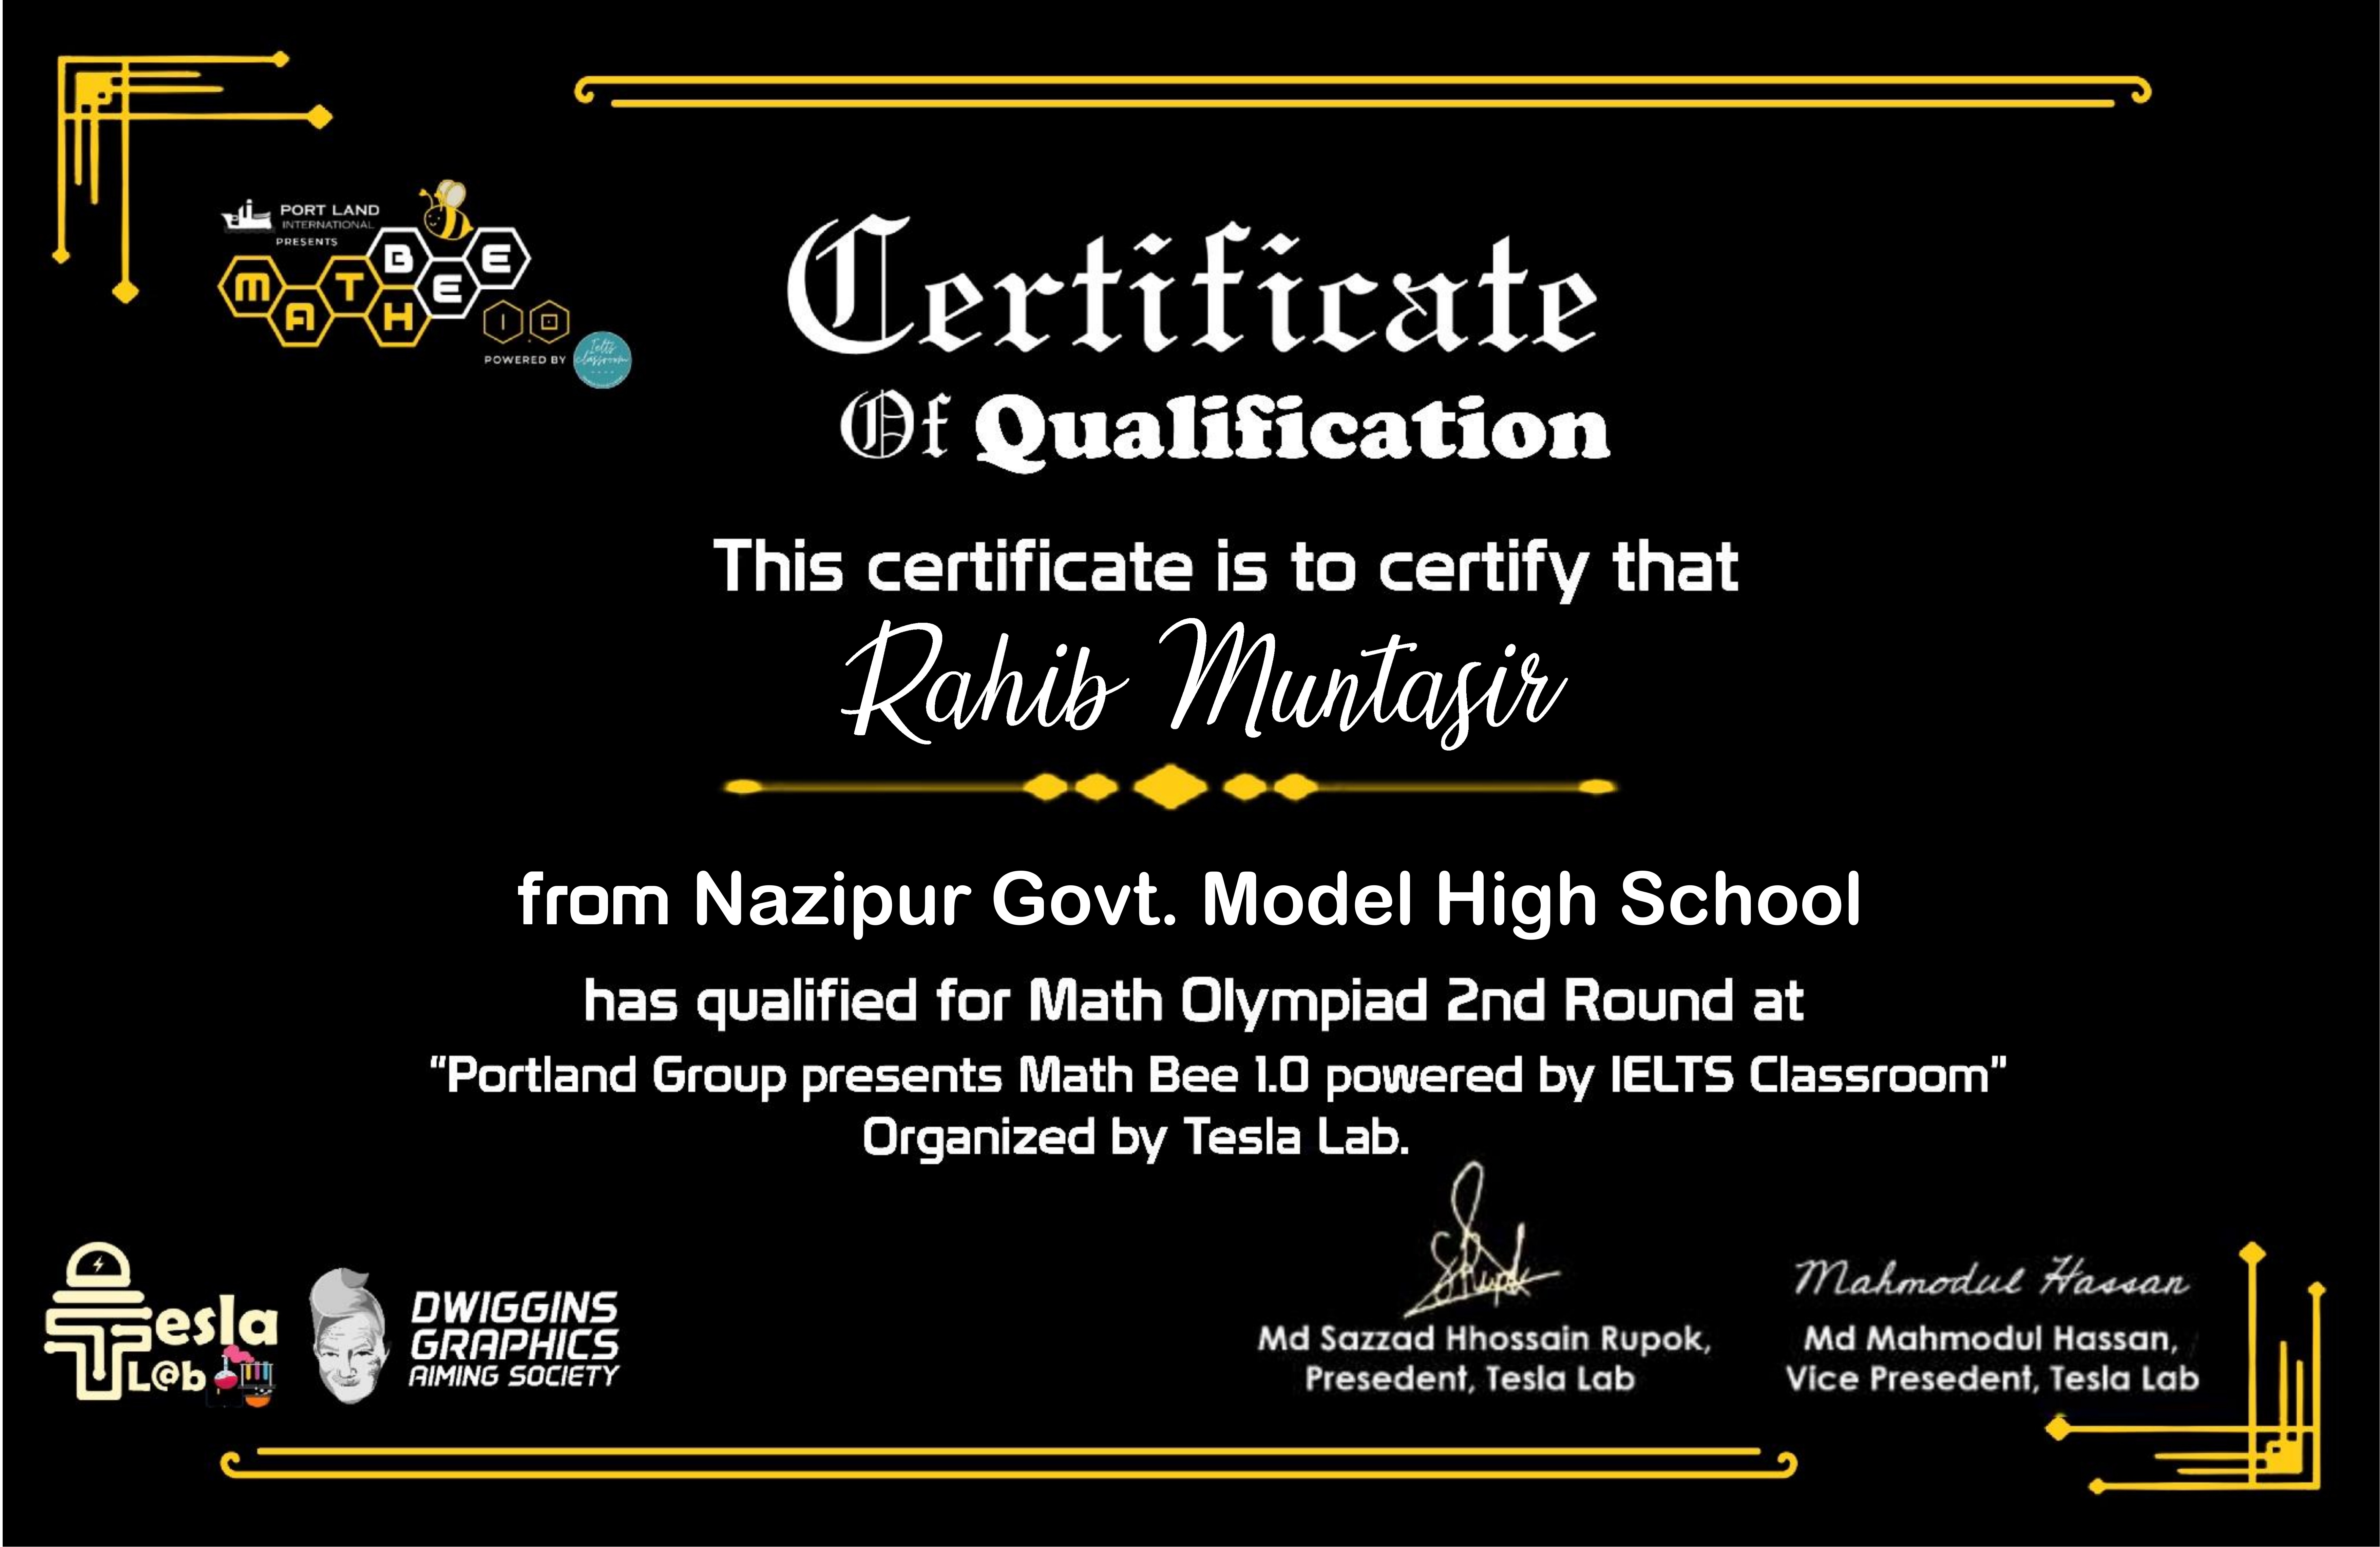 PORT LAND
INTERNATIONAL
PRESENTS
MATH
BEE
1.0
POWERED BY
Ielts
classroom
Certificate
Of Qualification
This certificate is to certify that
Rahib Muntasir
from Nazipur Govt. Model High School
has qualified for Math Olympiad 2nd Round at
“Portland Group presents Math Bee 1.0 powered by IELTS Classroom”
Organized by Tesla Lab.
Tesla
L@b
DWIGGINS
GRAPHICS
AIMING SOCIETY
Md Sazzad Hhossain Rupok,
Presedent, Tesla Lab
Mahmodul Hassan
Md Mahmodul Hassan,
Vice Presedent, Tesla Lab